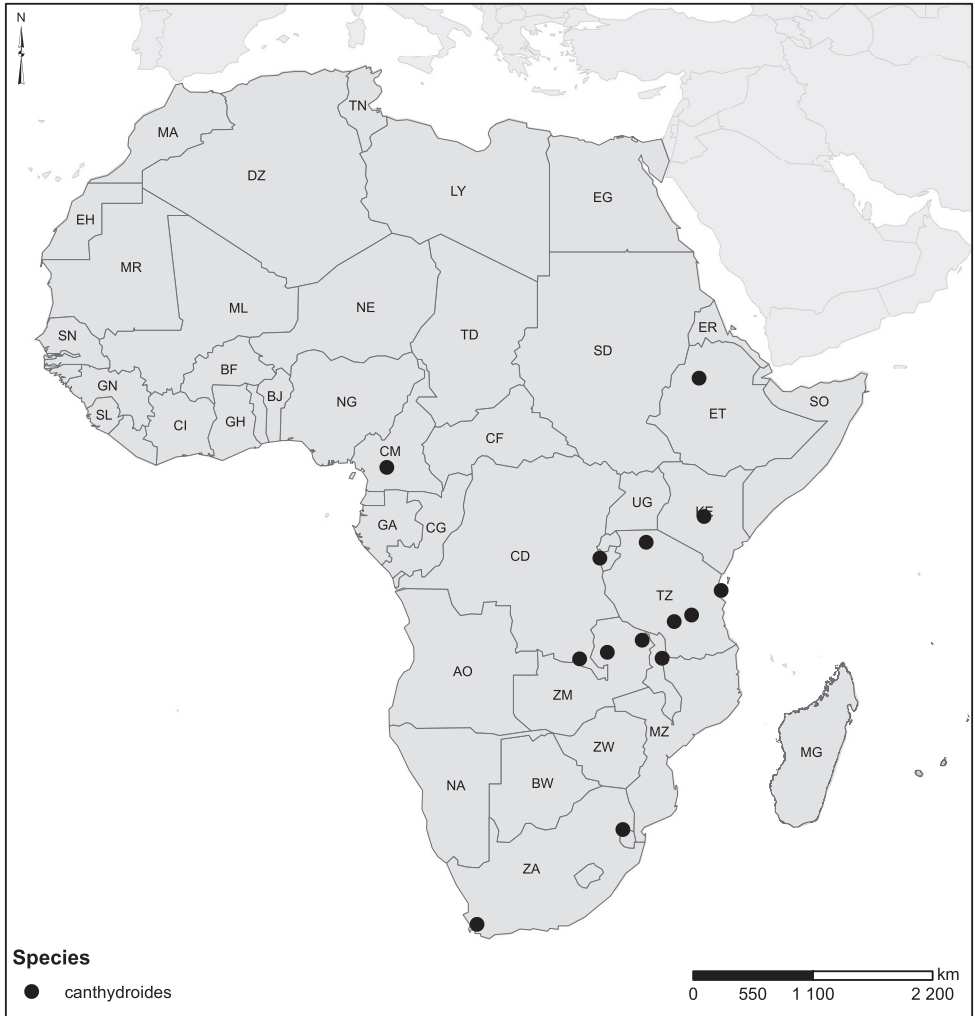 N
TN
MA
DZ
LY
EG
EH
MR
ML
NE
TD
SD
ER
SN
BF
GN
BJ
NG
ET
SO
SL
CI
GH
CM
CF
UG
KE
GA
CG
CD
TZ
AO
ZM
MZ
ZW
MG
NA
BW
ZA
Species
canthydroides
km
0 550 1 100 2 200